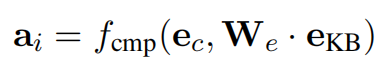 a_i = f_cmp(e_c, W_e · e_KB)